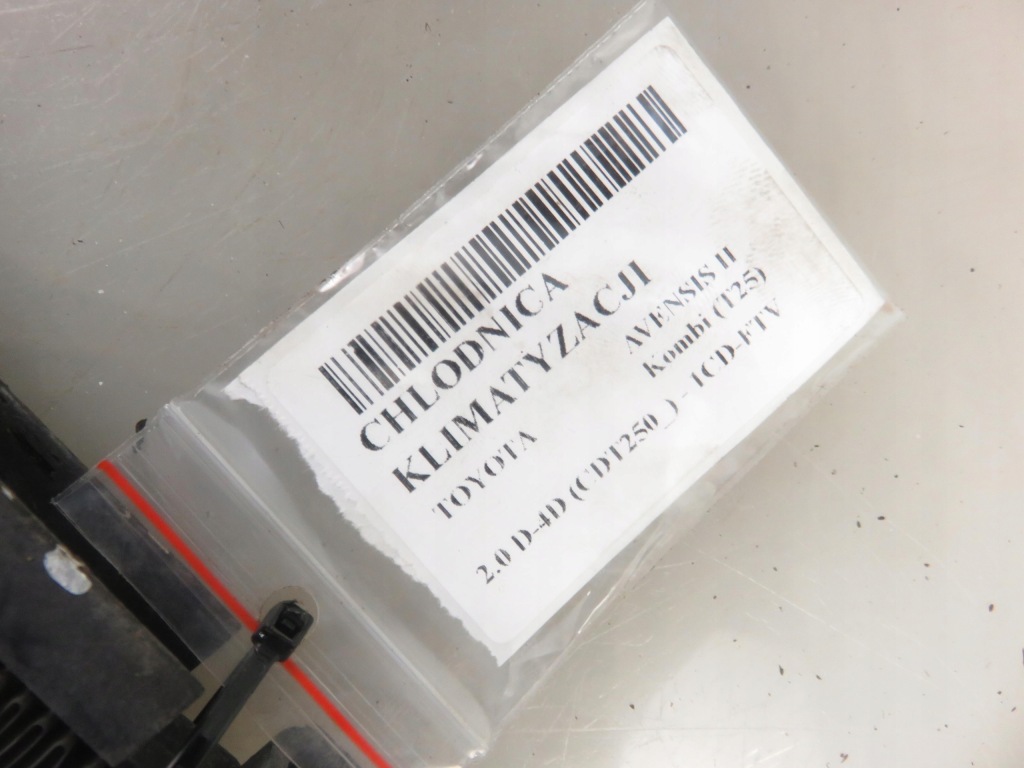 CHLODNICA
KLIMATYZACJI
TOYOTA AVENSIS II
Kombi (T25)
2.0 D-4D (CDT250_) - 1CD-FTV